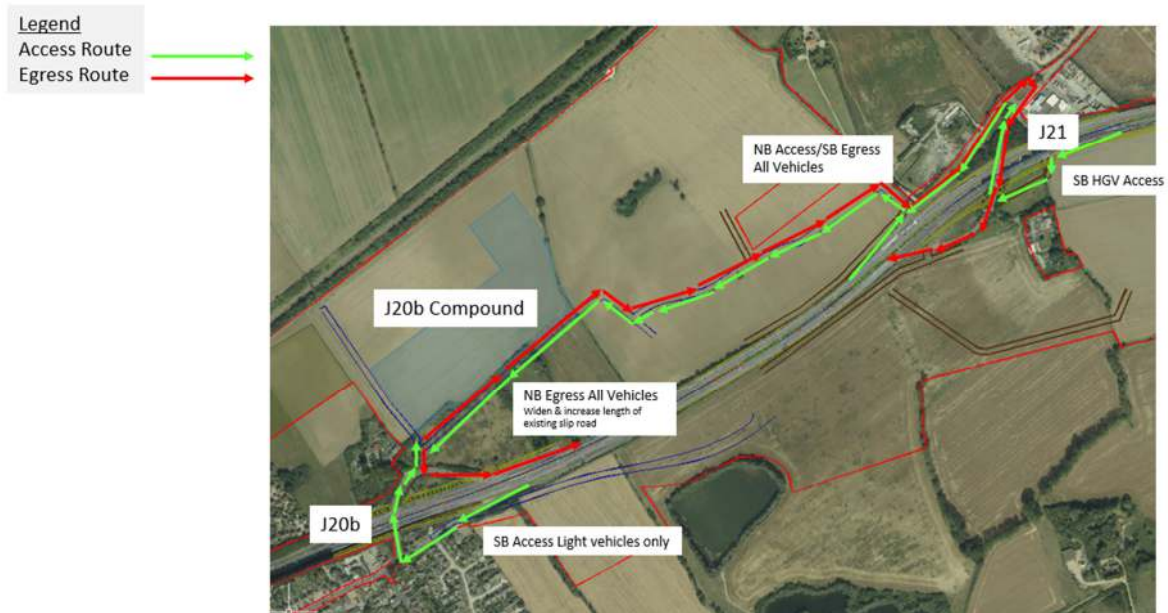 Legend
Access Route
Egress Route
NB Access/SB Egress
All Vehicles
J21
SB HGV Access
J20b Compound
NB Egress All Vehicles
Widen & increase length of
existing slip road
J20b
SB Access Light vehicles only